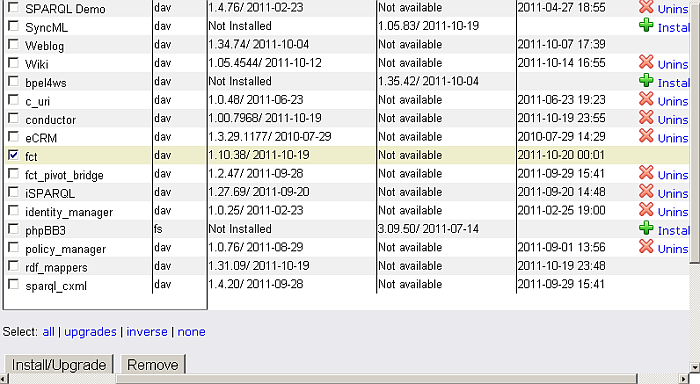 SPARQL Demo dav 1.4.76/ 2011-02-23 Not available 2011-04-27 18:55 Unins
SyncML dav Not Installed 1.05.83/ 2011-10-19 Instal
Weblog dav 1.34.74/ 2011-10-04 Not available 2011-10-07 17:39
Wiki dav 1.05.4544/ 2011-10-12 Not available 2011-10-14 16:55 Unins
bpel4ws dav Not Installed 1.35.42/ 2011-10-04 Instal
c_uri dav 1.0.48/ 2011-06-23 Not available 2011-06-23 19:23 Unins
conductor dav 1.00.7968/ 2011-10-19 Not available 2011-10-19 23:55 Unins
eCRM dav 1.3.29.1177/ 2010-07-29 Not available 2010-07-29 14:29 Unins
fct dav 1.10.38/ 2011-10-19 Not available 2011-10-20 00:01
fct_pivot_bridge dav 1.2.47/ 2011-09-28 Not available 2011-09-29 15:41 Unins
iSPARQL dav 1.27.69/ 2011-09-20 Not available 2011-09-20 14:48 Unins
identity_manager dav 1.0.25/ 2011-02-23 Not available 2011-02-25 19:00 Unins
phpBB3 fs Not Installed 3.09.50/ 2011-07-14 Instal
policy_manager dav 1.0.76/ 2011-08-29 Not available 2011-09-01 13:56 Unins
rdf_mappers dav 1.31.09/ 2011-10-19 Not available 2011-10-19 23:48
sparql_cxml dav 1.4.20/ 2011-09-28 Not available 2011-09-29 15:41
Select: all | upgrades | inverse | none
Install/Upgrade Remove